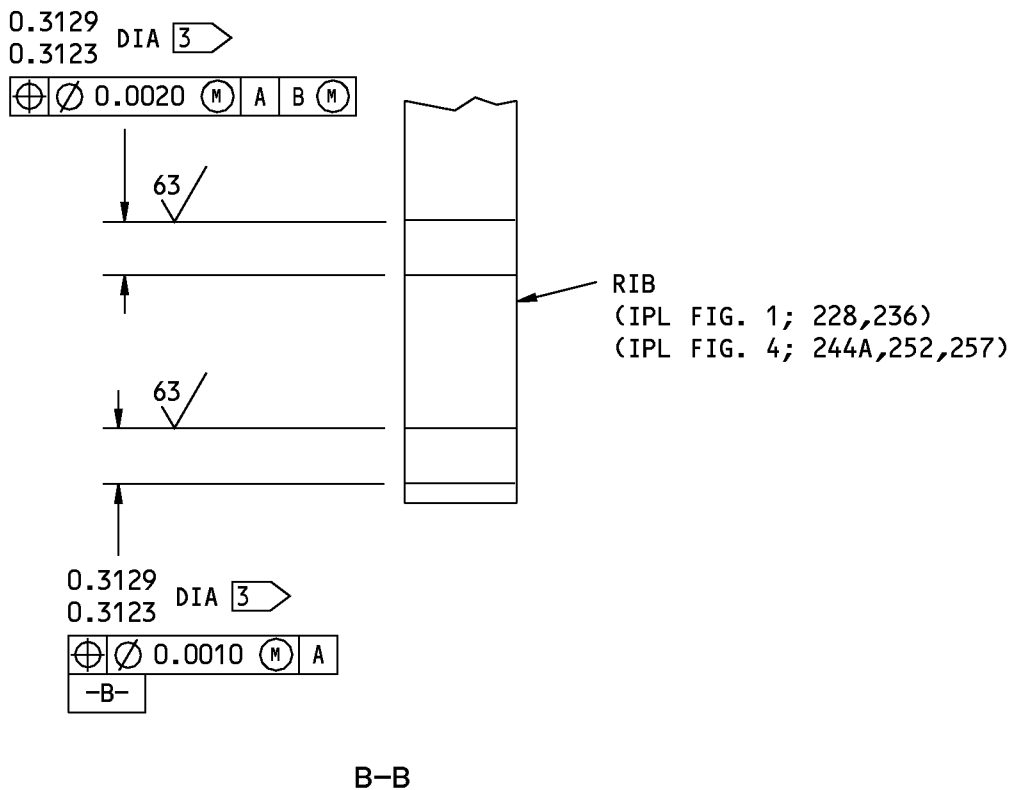 0.3129
0.3123 DIA 3
⌖ ⌀ 0.0020 Ⓜ A B Ⓜ
63
RIB
(IPL FIG. 1; 228,236)
(IPL FIG. 4; 244A,252,257)
63
0.3129
0.3123 DIA 3
⌖ ⌀ 0.0010 Ⓜ A
-B-
B-B